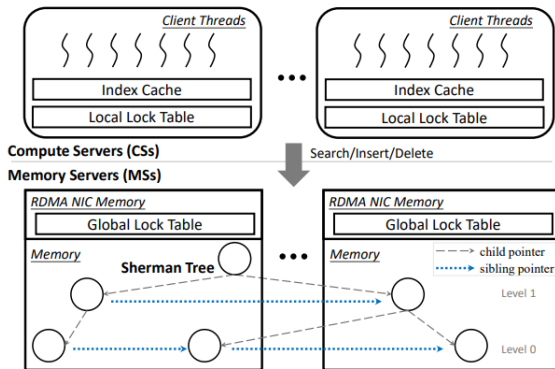 Client Threads
Index Cache
Local Lock Table
Client Threads
Index Cache
Local Lock Table
•••
Compute Servers (CSs)
Search/Insert/Delete
Memory Servers (MSs)
RDMA NIC Memory
Global Lock Table
RDMA NIC Memory
Global Lock Table
•••
Memory
Sherman Tree
Memory
child pointer
sibling pointer
Level 1
Level 0